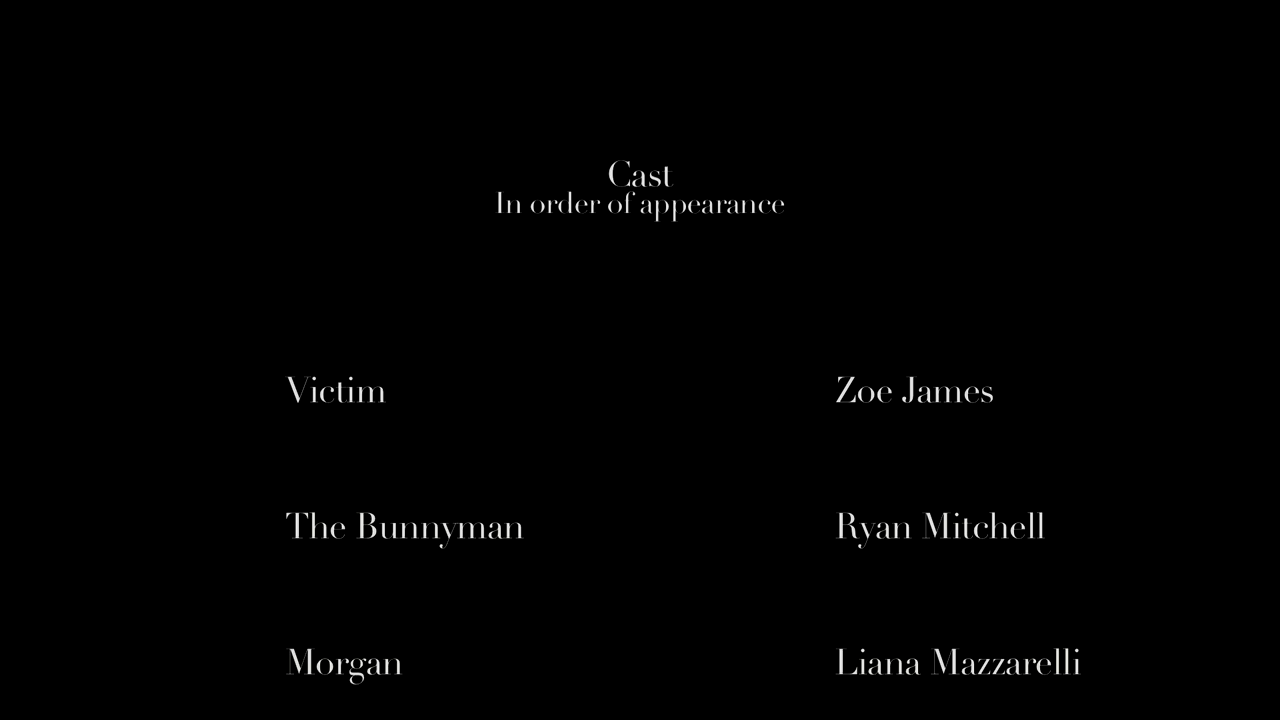 Cast
In order of appearance
Victim Zoe James
The Bunnyman Ryan Mitchell
Morgan Liana Mazzarelli